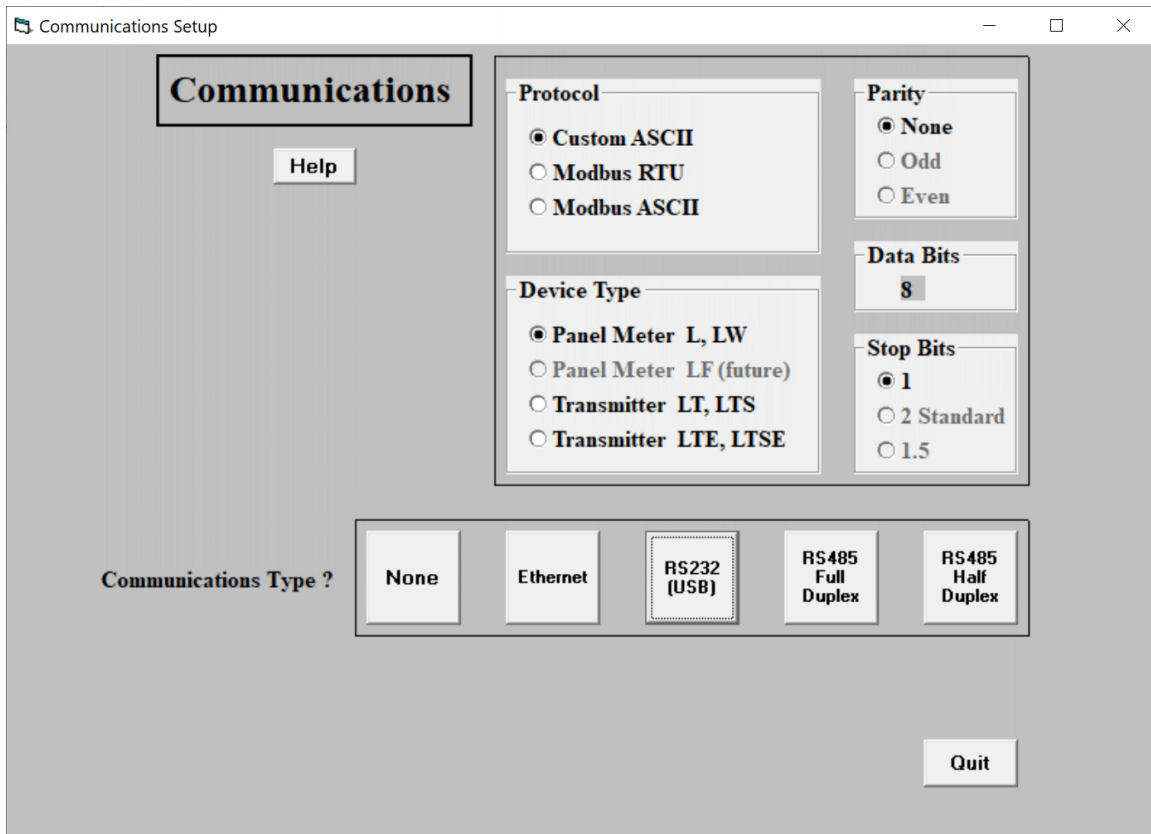 Communications Setup
Communications
Help
Protocol
Custom ASCII
Modbus RTU
Modbus ASCII
Device Type
Panel Meter L, LW
Panel Meter LF (future)
Transmitter LT, LTS
Transmitter LTE, LTSE
Parity
None
Odd
Even
Data Bits
8
Stop Bits
1
2 Standard
1.5
Communications Type ?
None
Ethernet
RS232
(USB)
RS485
Full
Duplex
RS485
Half
Duplex
Quit